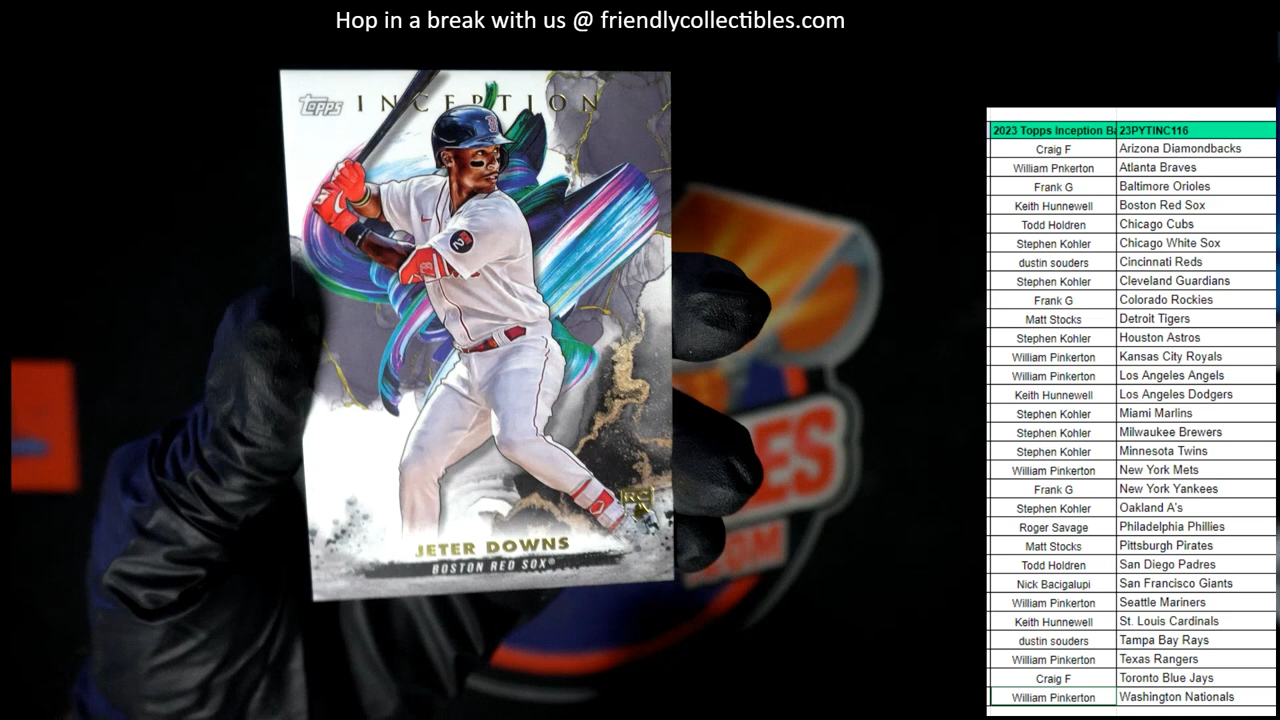 Hop in a break with us @ friendlycollectibles.com
Topps INCEPTION
RC
JETER DOWNS
BOSTON RED SOX®
ES
.COM
2023 Topps Inception Ba 23PYTINC116
Craig F Arizona Diamondbacks
William Pnkerton Atlanta Braves
Frank G Baltimore Orioles
Keith Hunnewell Boston Red Sox
Todd Holdren Chicago Cubs
Stephen Kohler Chicago White Sox
dustin souders Cincinnati Reds
Stephen Kohler Cleveland Guardians
Frank G Colorado Rockies
Matt Stocks Detroit Tigers
Stephen Kohler Houston Astros
William Pinkerton Kansas City Royals
William Pinkerton Los Angeles Angels
Keith Hunnewell Los Angeles Dodgers
Stephen Kohler Miami Marlins
Stephen Kohler Milwaukee Brewers
Stephen Kohler Minnesota Twins
William Pinkerton New York Mets
Frank G New York Yankees
Stephen Kohler Oakland A's
Roger Savage Philadelphia Phillies
Matt Stocks Pittsburgh Pirates
Todd Holdren San Diego Padres
Nick Bacigalupi San Francisco Giants
William Pinkerton Seattle Mariners
Keith Hunnewell St. Louis Cardinals
dustin souders Tampa Bay Rays
William Pinkerton Texas Rangers
Craig F Toronto Blue Jays
William Pinkerton Washington Nationals